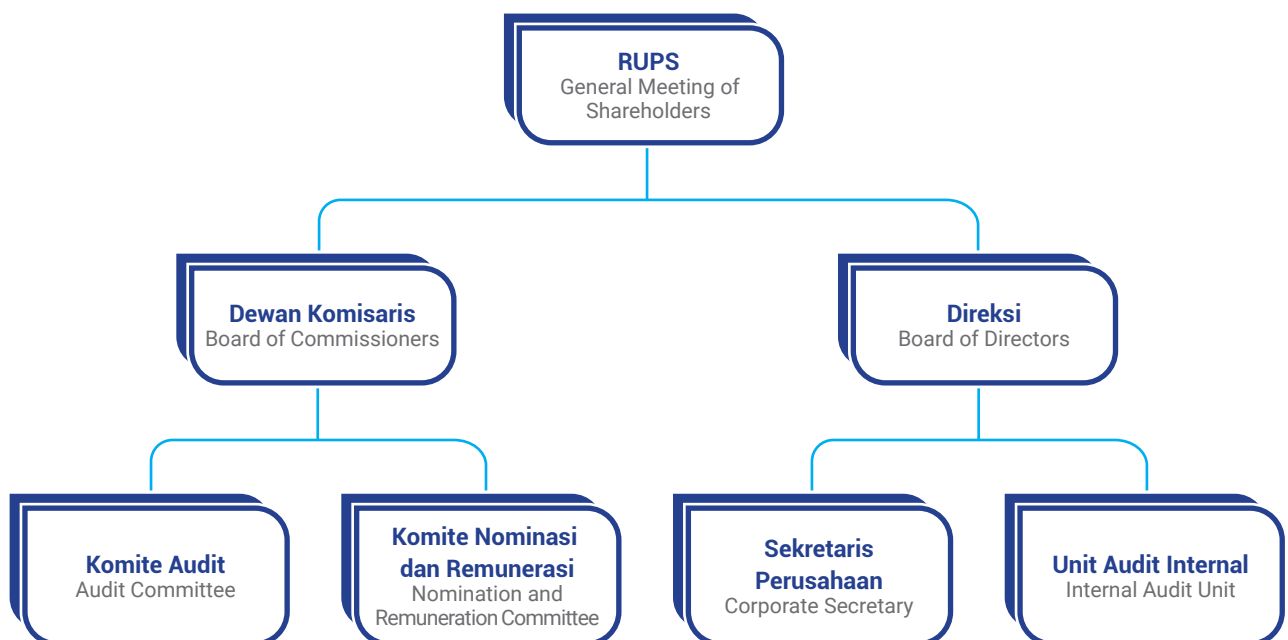 RUPS
General Meeting of
Shareholders
Dewan Komisaris
Board of Commissioners
Direksi
Board of Directors
Komite Audit
Audit Committee
Komite Nominasi
dan Remunerasi
Nomination and
Remuneration Committee
Sekretaris
Perusahaan
Corporate Secretary
Unit Audit Internal
Internal Audit Unit